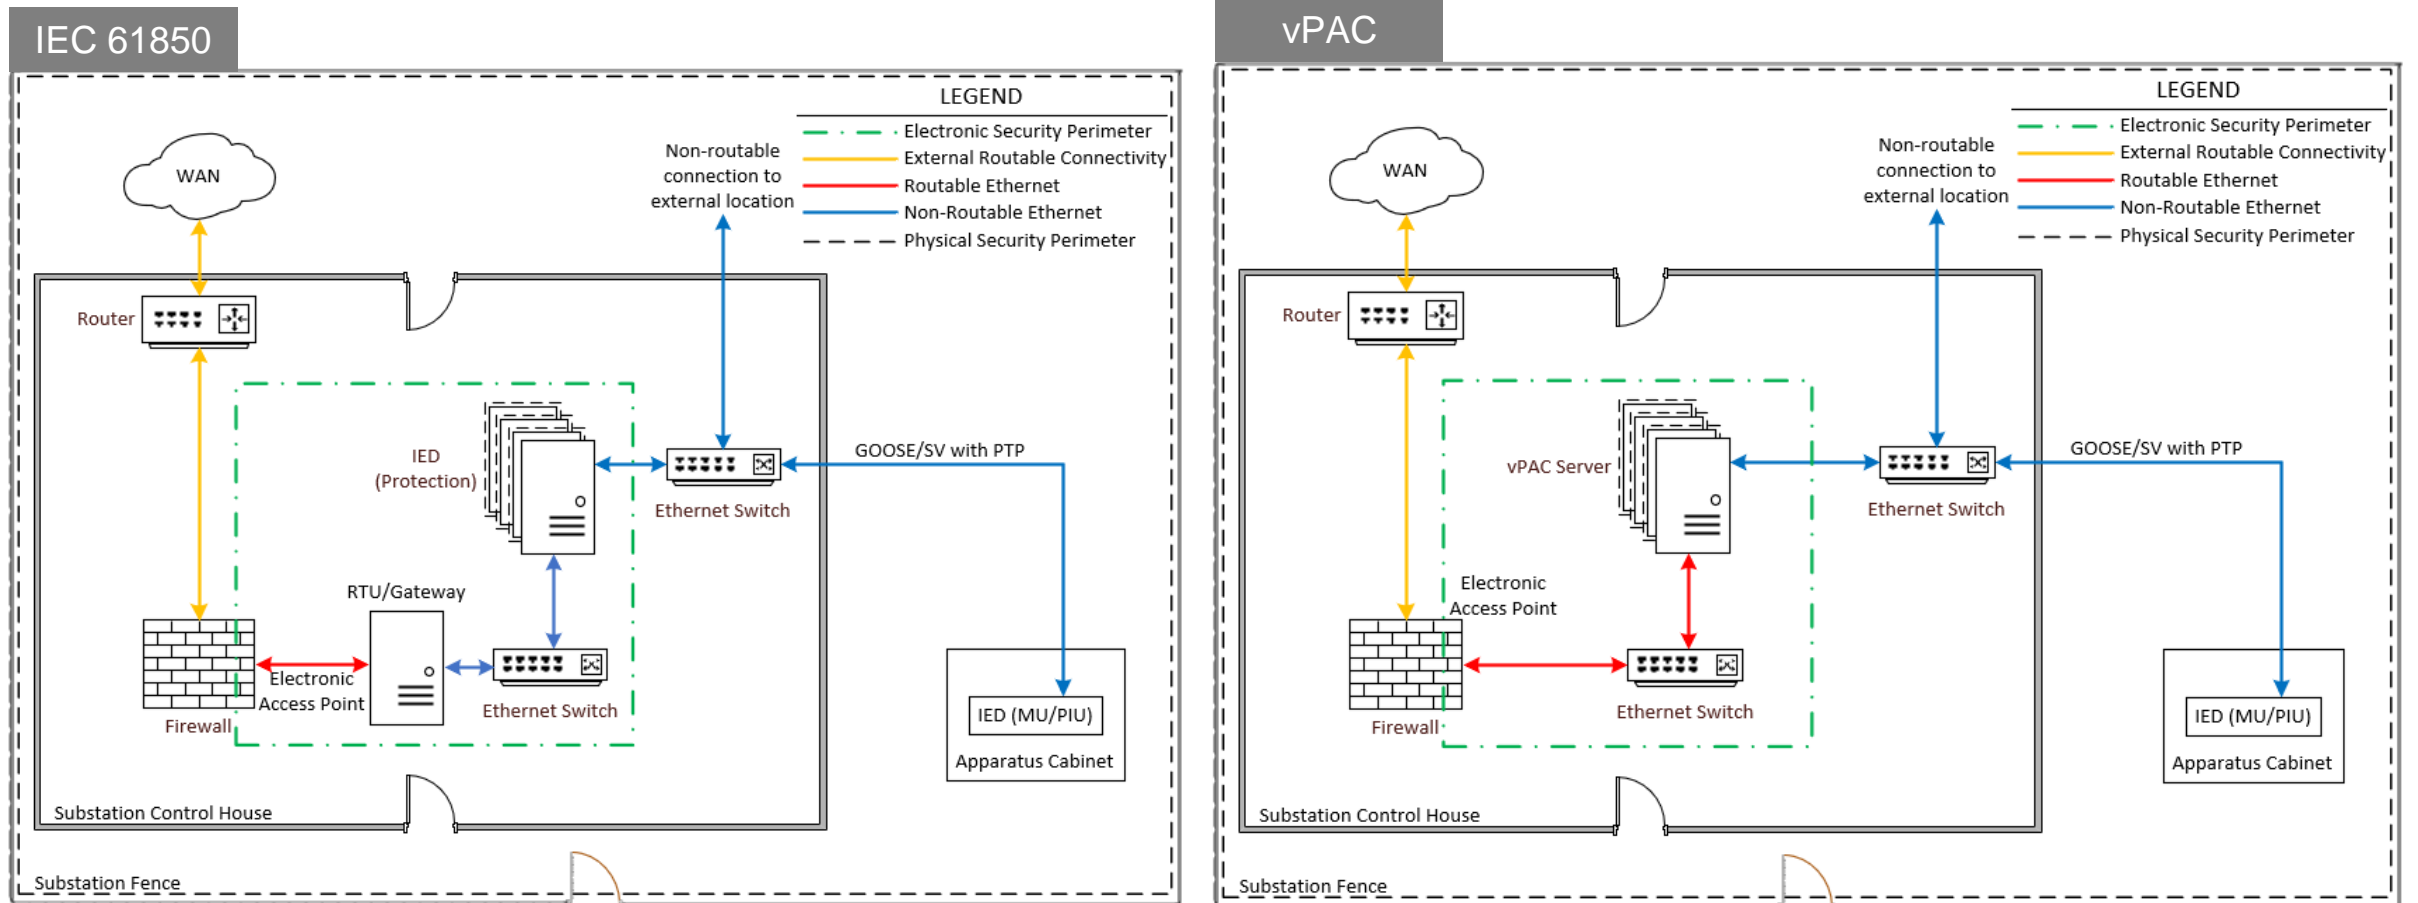 IEC 61850
LEGEND
Electronic Security Perimeter
External Routable Connectivity
Routable Ethernet
Non-Routable Ethernet
Physical Security Perimeter
WAN
Non-routable
connection to
external location
Router
IED
(Protection)
GOOSE/SV with PTP
Ethernet Switch
RTU/Gateway
Electronic
Access Point
Firewall
Ethernet Switch
IED (MU/PIU)
Apparatus Cabinet
Substation Control House
Substation Fence
vPAC
LEGEND
Electronic Security Perimeter
External Routable Connectivity
Routable Ethernet
Non-Routable Ethernet
Physical Security Perimeter
WAN
Non-routable
connection to
external location
Router
vPAC Server
GOOSE/SV with PTP
Ethernet Switch
Electronic
Access Point
Firewall
Ethernet Switch
IED (MU/PIU)
Apparatus Cabinet
Substation Control House
Substation Fence